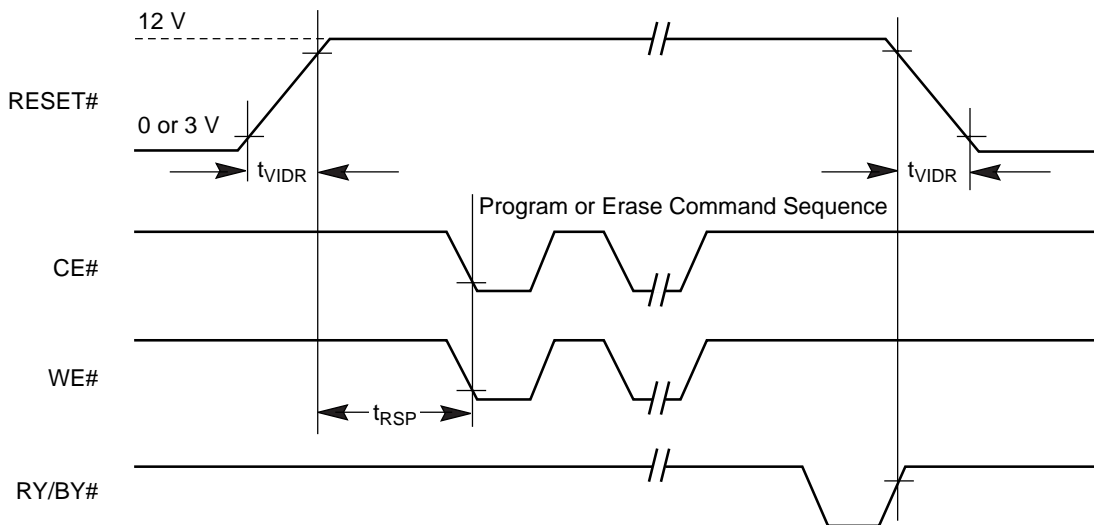 12 V
RESET#
0 or 3 V
tVIDR
tVIDR
Program or Erase Command Sequence
CE#
WE#
tRSP
RY/BY#